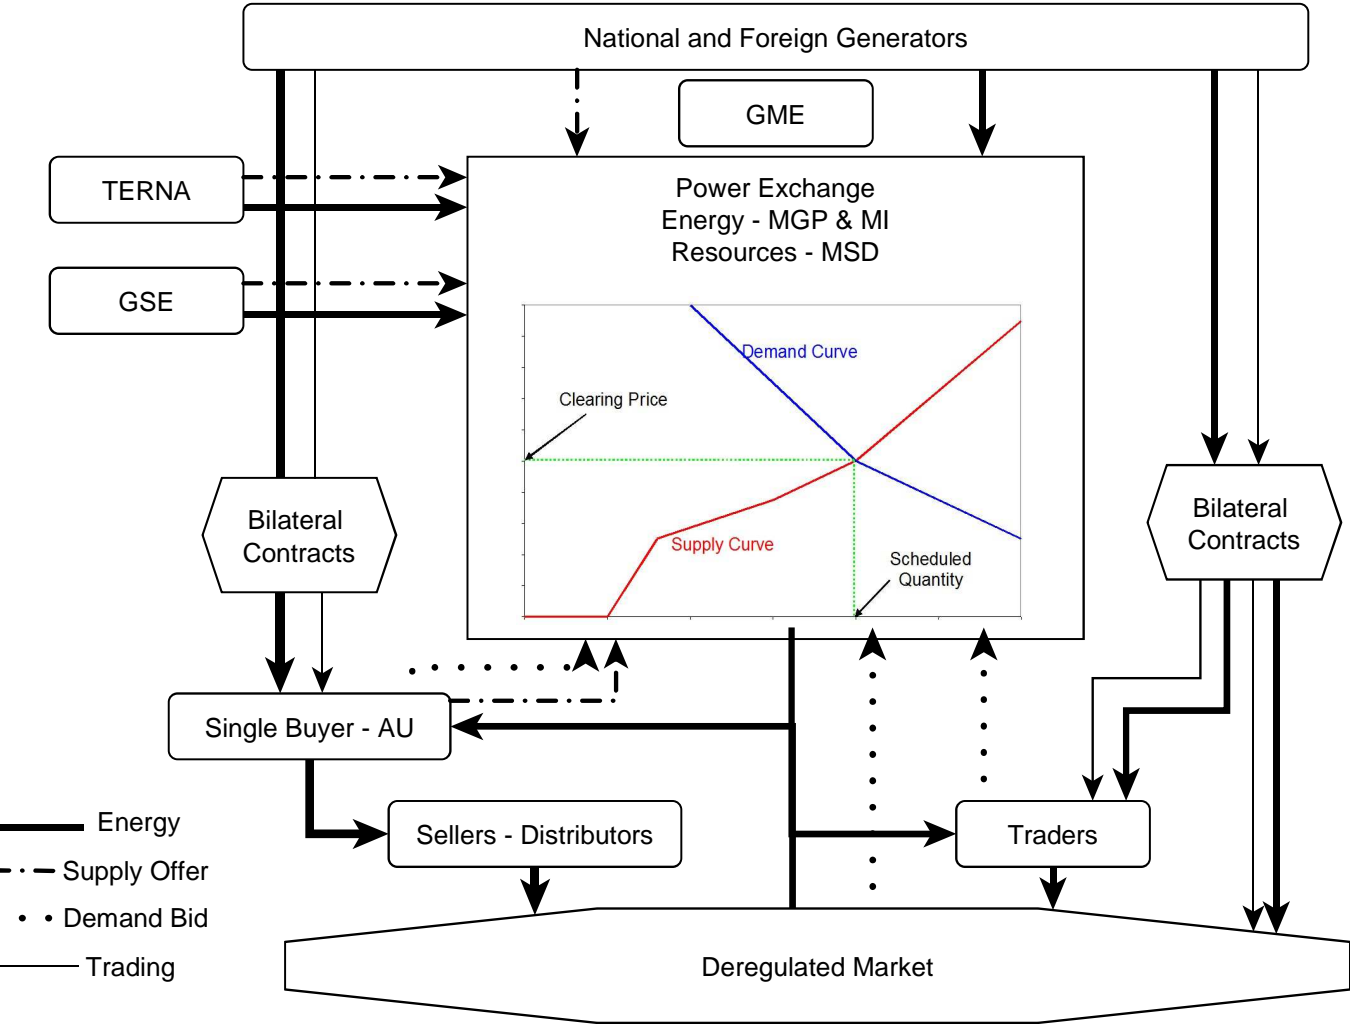 National and Foreign Generators
GME
TERNA
GSE
Power Exchange
Energy - MGP & MI
Resources - MSD
Demand Curve
Clearing Price
Supply Curve
Scheduled
Quantity
Bilateral
Contracts
Bilateral
Contracts
Single Buyer - AU
Sellers - Distributors
Traders
Energy
Supply Offer
Demand Bid
Trading
Deregulated Market